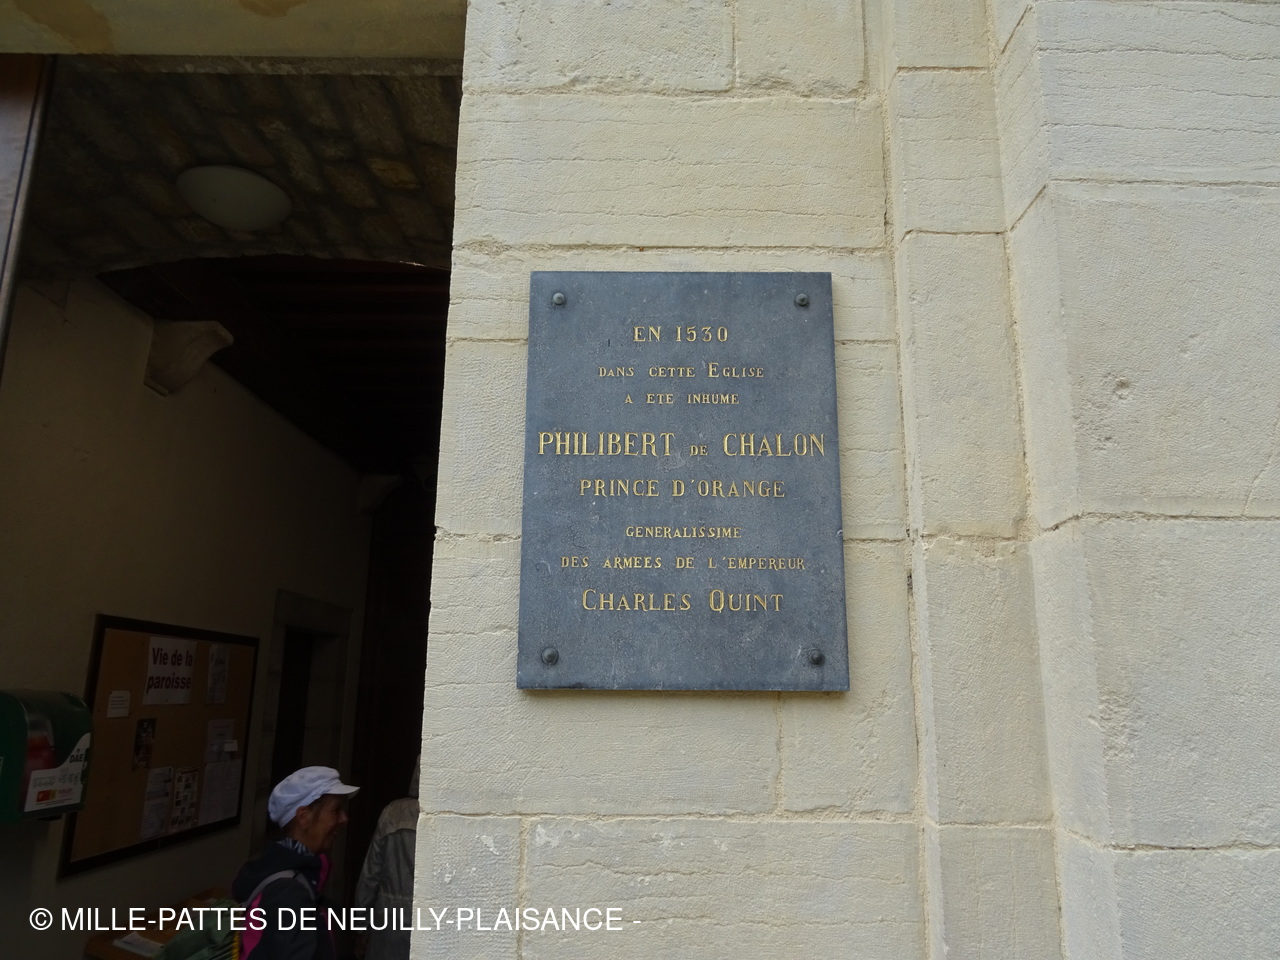 EN 1530
DANS CETTE EGLISE
A ETE INHUME
PHILIBERT DE CHALON
PRINCE D'ORANGE
GENERALISSIME
DES ARMEES DE L'EMPEREUR
CHARLES QUINT
Vie de la
paroisse
DAE
© MILLE-PATTES DE NEUILLY-PLAISANCE -